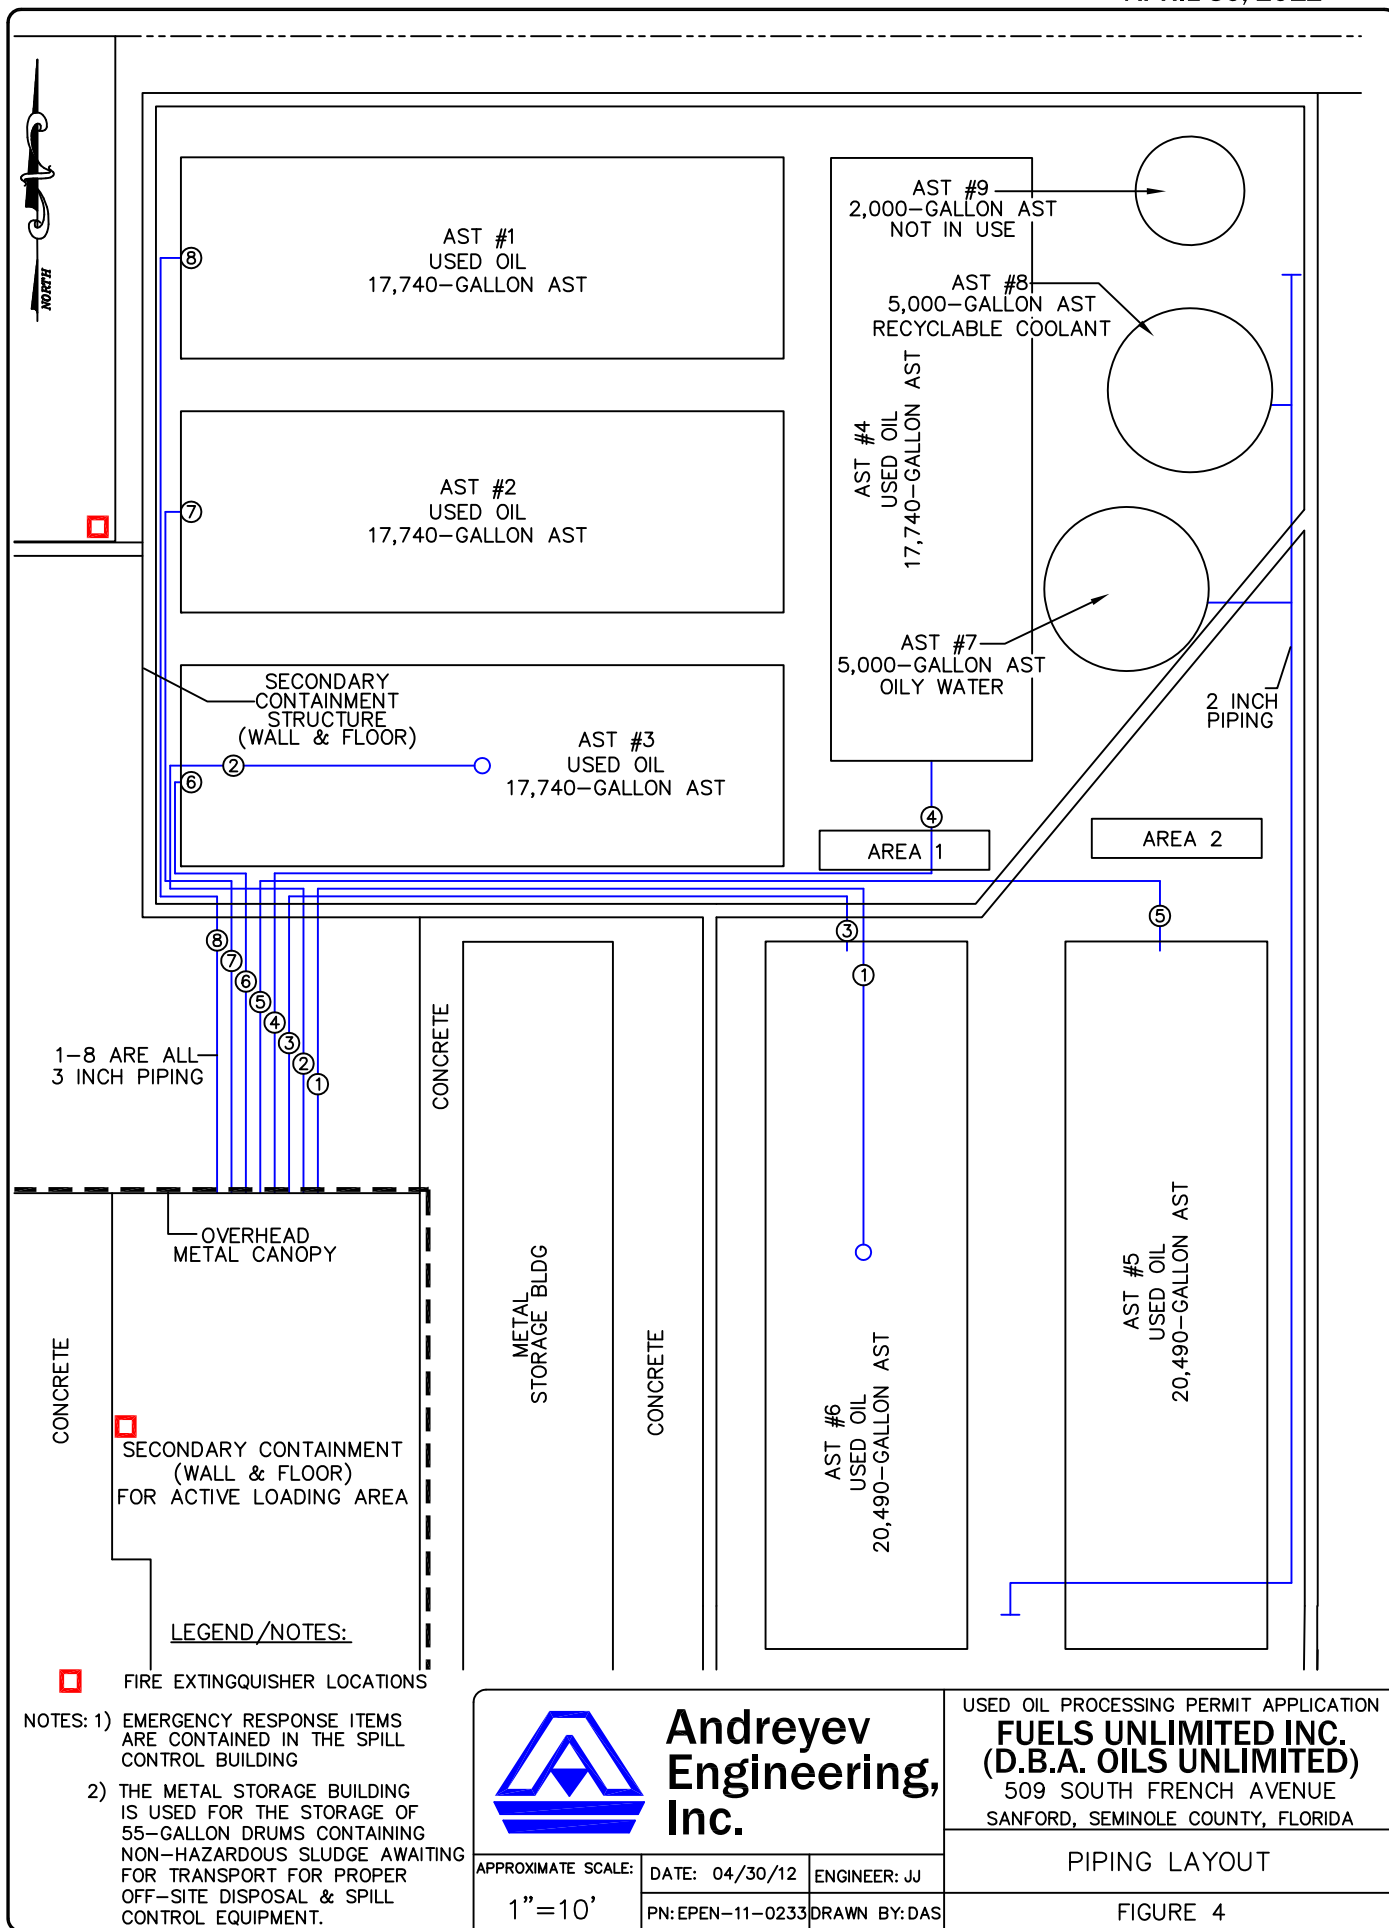 NORTH
AST #1
USED OIL
17,740-GALLON AST
8
AST #2
USED OIL
17,740-GALLON AST
7
AST #9
2,000-GALLON AST
NOT IN USE
AST #8
5,000-GALLON AST
RECYCLABLE COOLANT
AST #4
USED OIL
17,740-GALLON AST
AST #7
5,000-GALLON AST
OILY WATER
2 INCH
PIPING
SECONDARY
CONTAINMENT
STRUCTURE
(WALL & FLOOR)
AST #3
USED OIL
17,740-GALLON AST
2
6
4
AREA 1
AREA 2
5
3
1
8
7
6
5
4
3
2
1
1-8 ARE ALL
3 INCH PIPING
CONCRETE
OVERHEAD
METAL CANOPY
METAL
STORAGE BLDG
CONCRETE
CONCRETE
AST #6
USED OIL
20,490-GALLON AST
AST #5
USED OIL
20,490-GALLON AST
SECONDARY CONTAINMENT
(WALL & FLOOR)
FOR ACTIVE LOADING AREA
LEGEND/NOTES:
FIRE EXTINGQUISHER LOCATIONS
NOTES: 1) EMERGENCY RESPONSE ITEMS
ARE CONTAINED IN THE SPILL
CONTROL BUILDING
2) THE METAL STORAGE BUILDING
IS USED FOR THE STORAGE OF
55-GALLON DRUMS CONTAINING
NON-HAZARDOUS SLUDGE AWAITING
FOR TRANSPORT FOR PROPER
OFF-SITE DISPOSAL & SPILL
CONTROL EQUIPMENT.
Andreyev
Engineering,
Inc.
APPROXIMATE SCALE:
1"=10'
DATE: 04/30/12
ENGINEER: JJ
PN: EPEN-11-0233
DRAWN BY: DAS
USED OIL PROCESSING PERMIT APPLICATION
FUELS UNLIMITED INC.
(D.B.A. OILS UNLIMITED)
509 SOUTH FRENCH AVENUE
SANFORD, SEMINOLE COUNTY, FLORIDA
PIPING LAYOUT
FIGURE 4